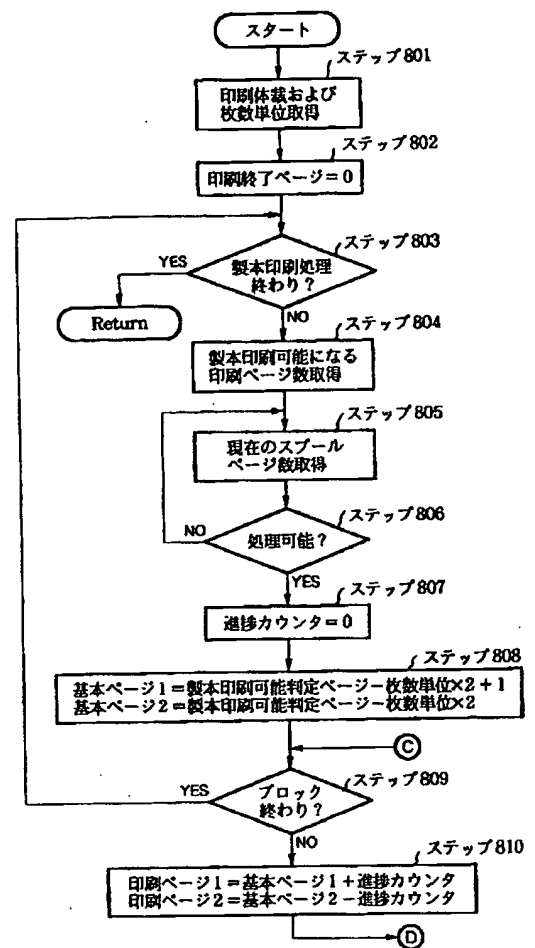 スタート
ステップ801
印刷体裁および
枚数単位取得
ステップ802
印刷終了ページ=0
ステップ803
製本印刷処理
終わり?
YES
Return
NO
ステップ804
製本印刷可能になる
印刷ページ数取得
ステップ805
現在のスプール
ページ数取得
ステップ806
処理可能?
NO
YES
ステップ807
進捗カウンタ=0
ステップ808
基本ページ1=製本印刷可能判定ページ-枚数単位×2+1
基本ページ2=製本印刷可能判定ページ-枚数単位×2
C
ステップ809
ブロック
終わり?
YES
NO
ステップ810
印刷ページ1=基本ページ1+進捗カウンタ
印刷ページ2=基本ページ2-進捗カウンタ
D